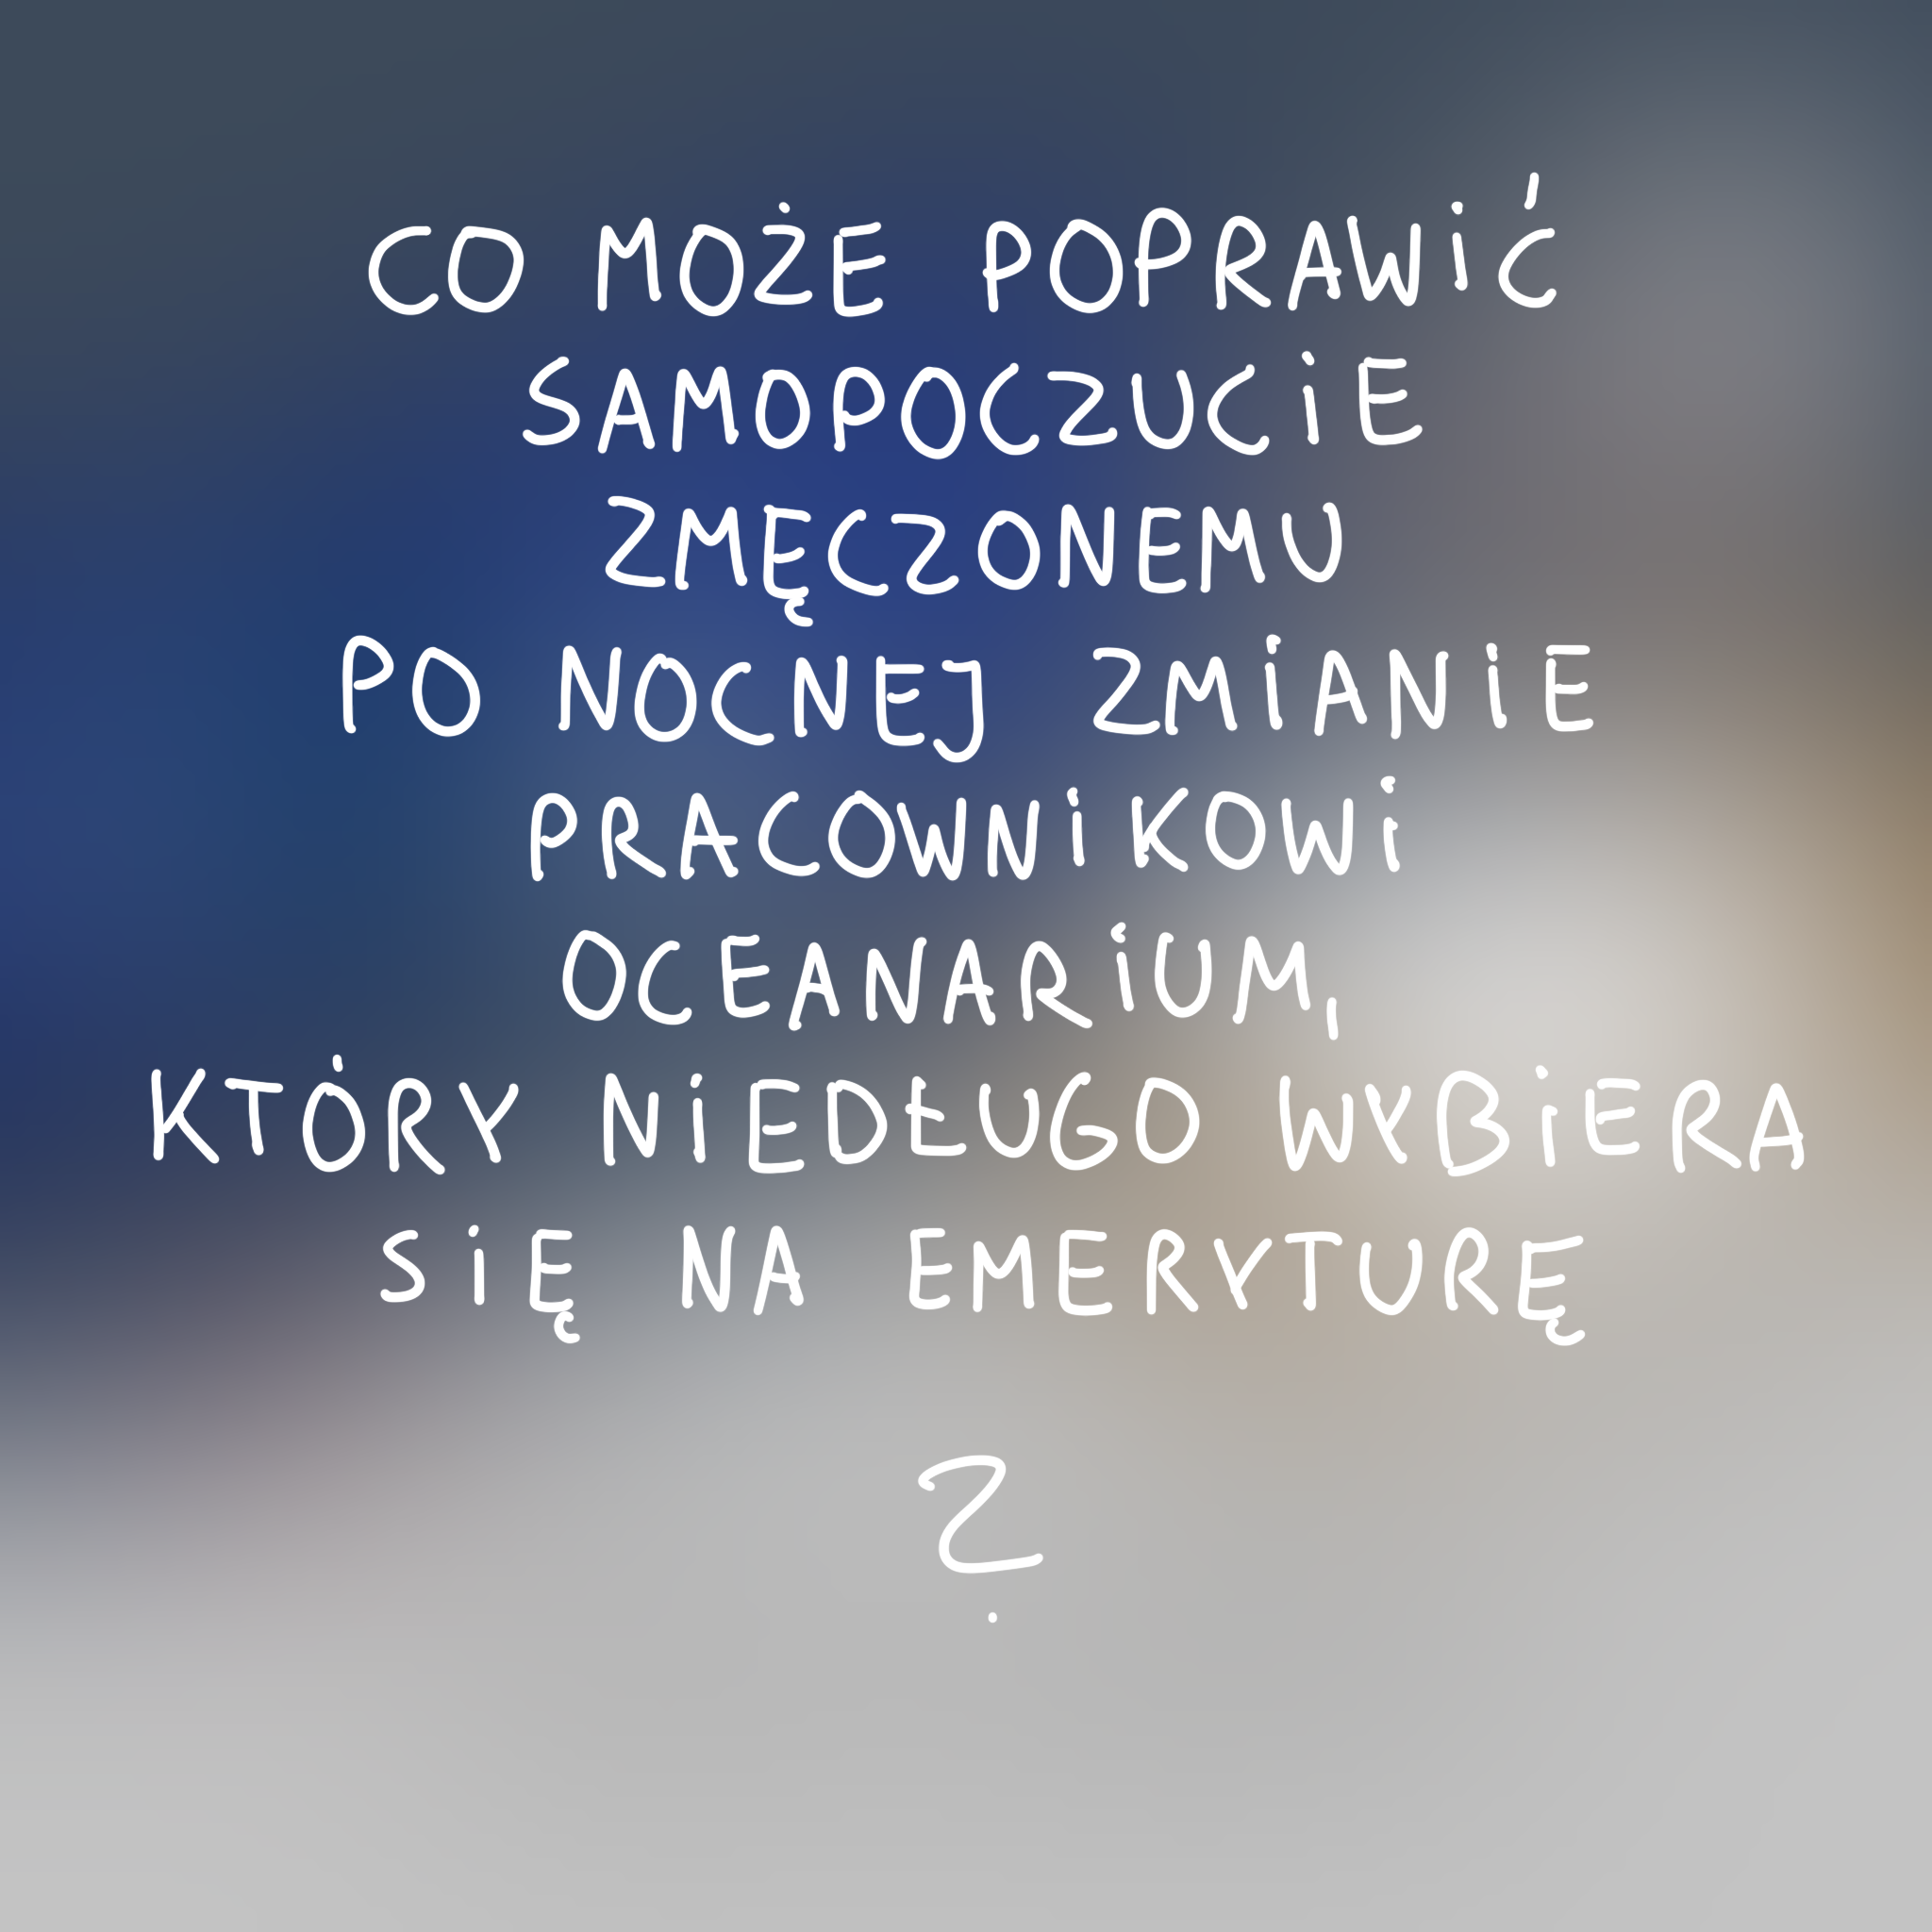 CO MOŻE POPRAWiĆ
SAMOPOCZUCiE
ZMĘCZONEMU
PO NOCNEJ ZMiANiE
PRACOWNiKOWi
OCEANARiUM,
KTÓRY NiEDŁUGO WYBiERA
SiĘ NA EMERYTURĘ
?